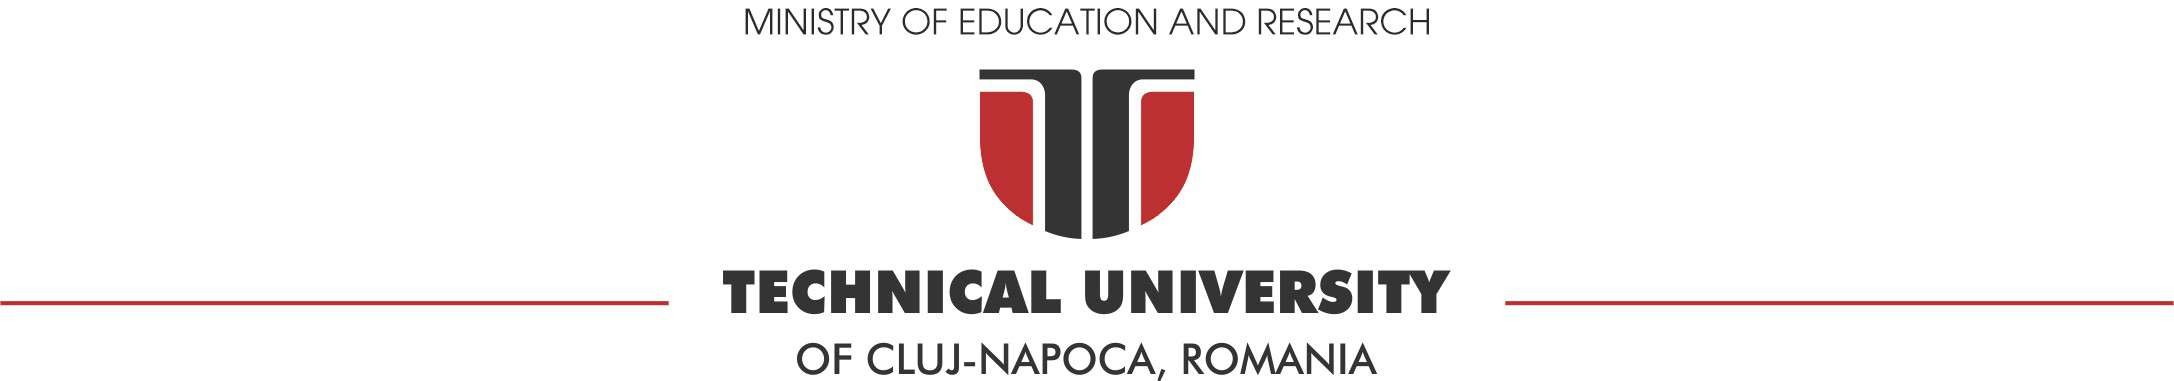 MINISTRY OF EDUCATION AND RESEARCH
TECHNICAL UNIVERSITY
OF CLUJ-NAPOCA, ROMANIA